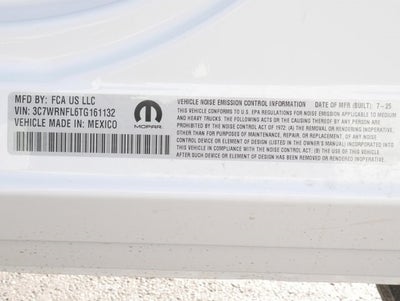 MFD BY: FCA US LLC
VIN: 3C7WRNFL6TG161132
VEHICLE MADE IN: MEXICO
MOPAR
VEHICLE NOISE EMISSION CONTROL INFORMATION DATE OF MFR (BUILT): 7-25
THIS VEHICLE CONFORMS TO U.S. EPA REGULATIONS FOR NOISE EMISSION APPLICABLE TO MEDIUM
AND HEAVY TRUCKS. THE FOLLOWING ACTS OR THE CAUSING THEREOF BY ANY PERSON ARE
PROHIBITED BY THE NOISE CONTROL ACT OF 1972: (A) THE REMOVAL OR RENDERING INOPERATIVE,
OTHER THAN FOR PURPOSES OF MAINTENANCE, REPAIR, OR REPLACEMENT, OF ANY NOISE CONTROL
DEVICE OR ELEMENT OF DESIGN (LISTED IN THE OWNER'S MANUAL) INCORPORATED INTO THIS
VEHICLE IN COMPLIANCE WITH THE NOISE CONTROL ACT; (B) THE USE OF THIS VEHICLE AFTER
SUCH DEVICE OR ELEMENT OF DESIGN HAS BEEN REMOVED OR RENDERED INOPERATIVE.